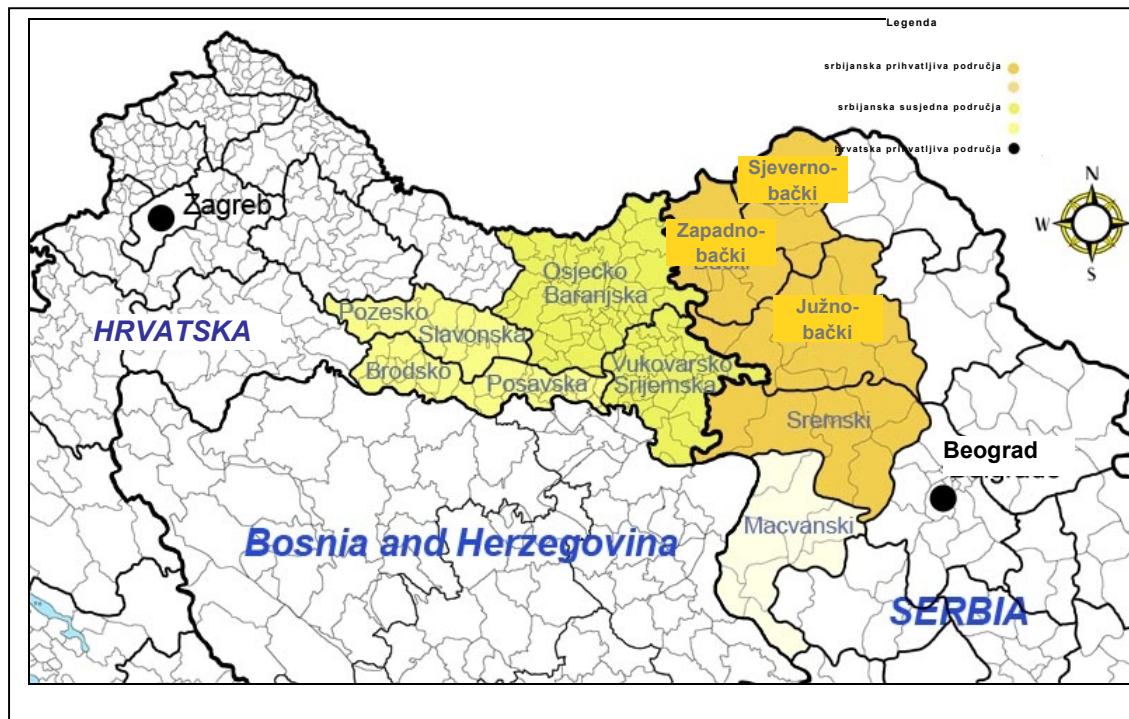 Legenda
srbijanska prihvatljiva područja
srbijanska susjedna područja
hrvatska prihvatljiva područja
N
W
S
Zagreb
HRVATSKA
Sjeverno-
bački
Zapadno-
bački
Osjecko
Baranjska
Južno-
bački
Pozesko
Slavonska
Brodsko
Posavska
Vukovarsko
Srijemska
Sremski
Beograd
Macvanski
Bosnia and Herzegovina
SERBIA